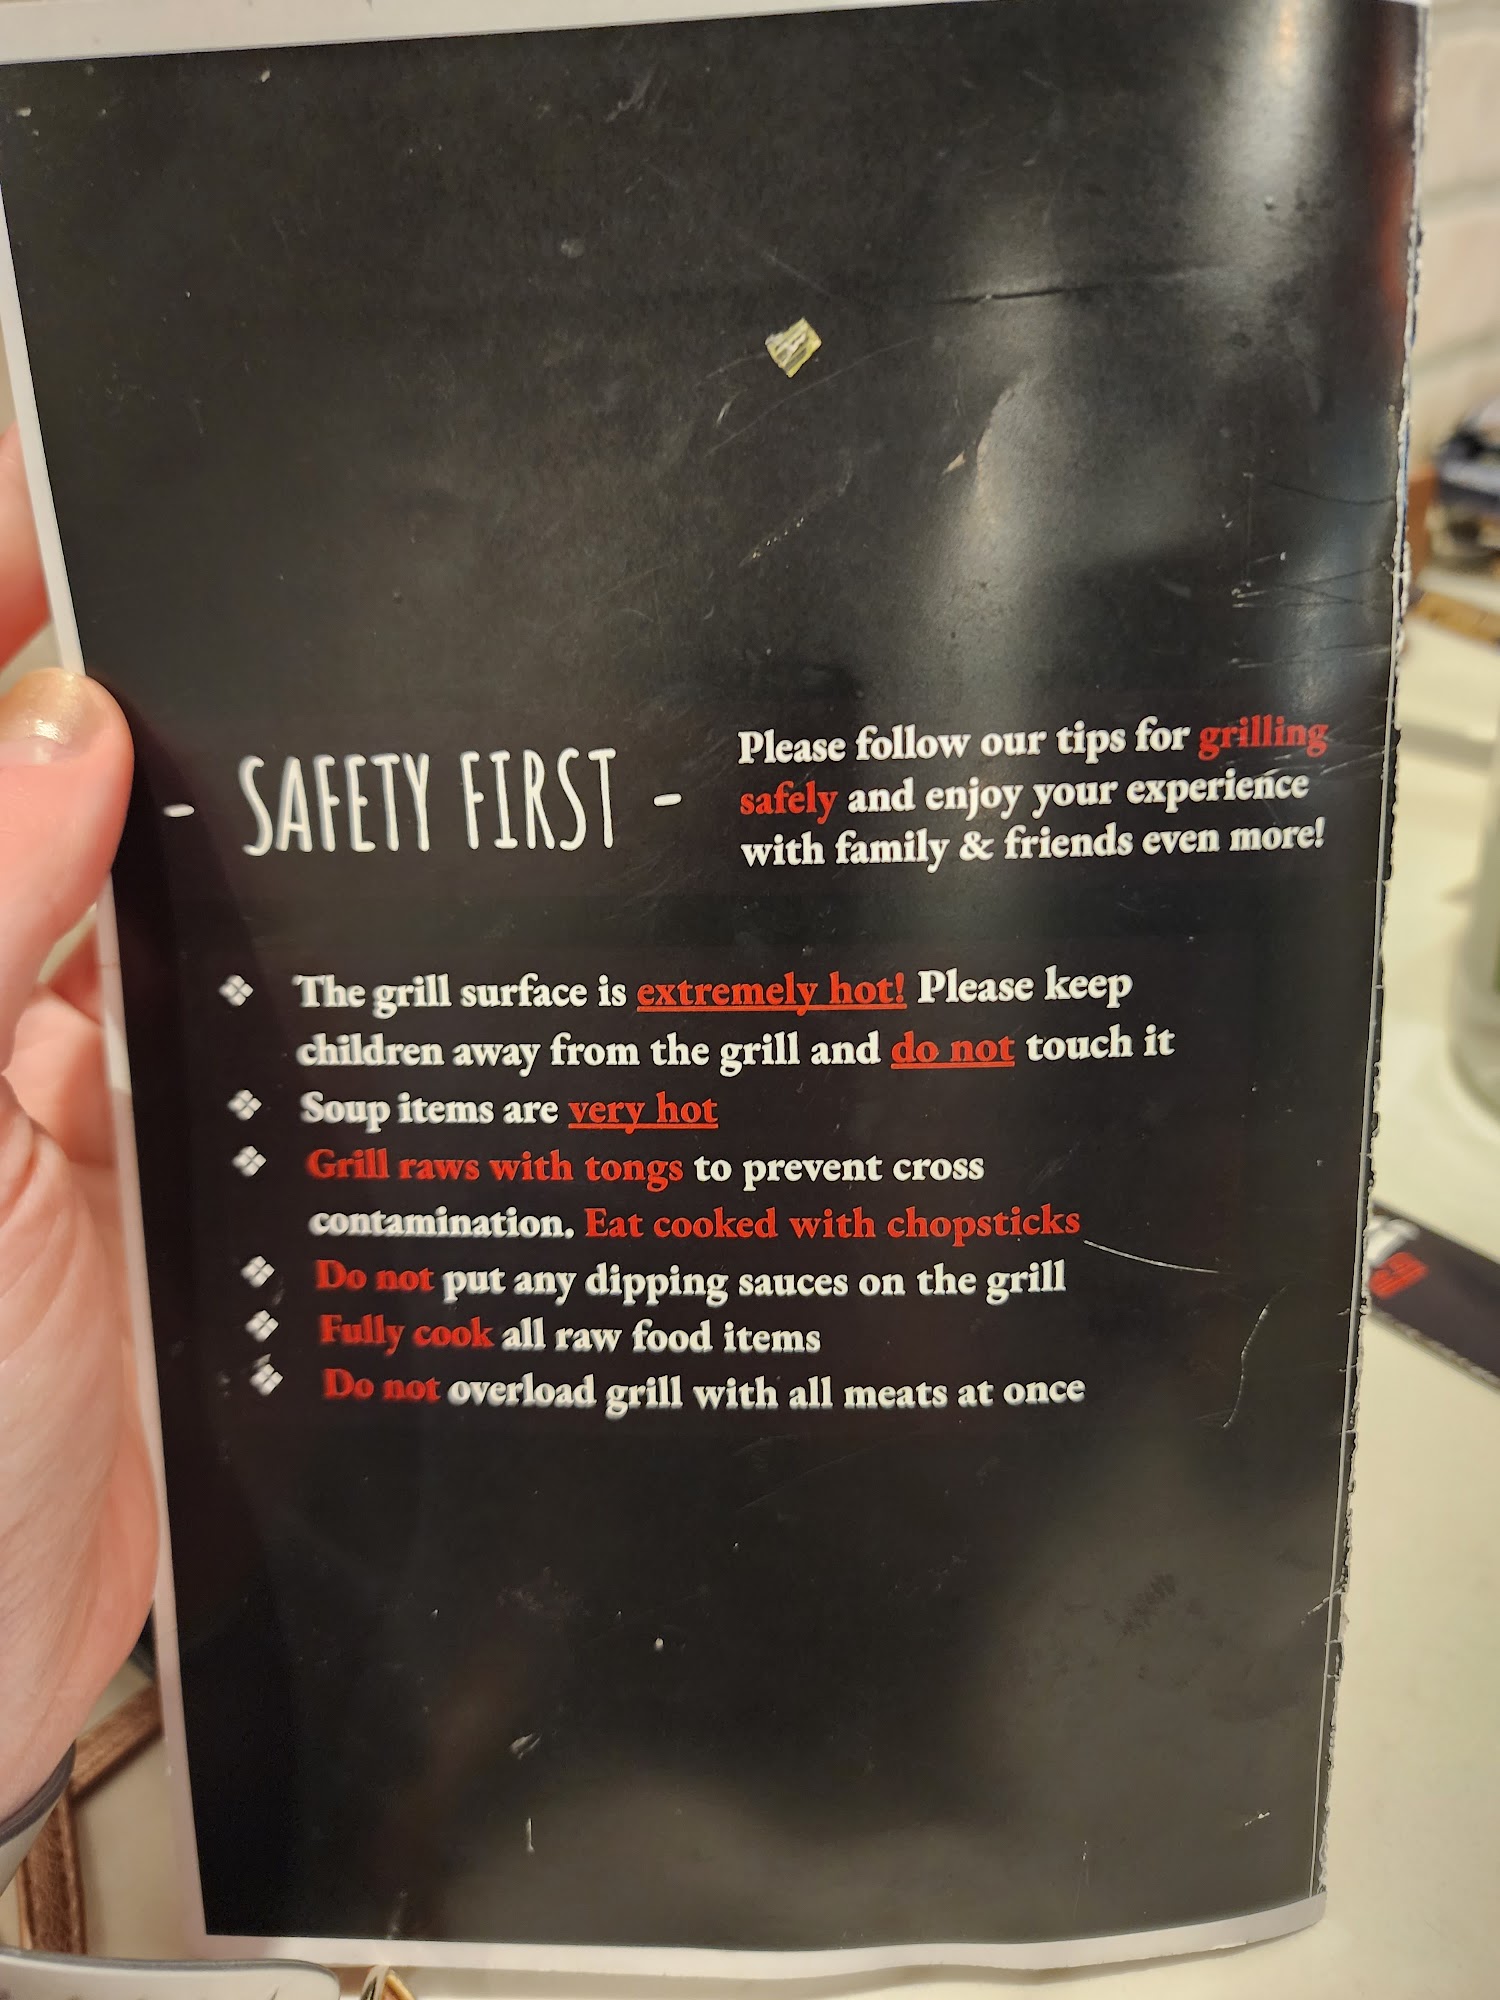 - SAFETY FIRST -
Please follow our tips for grilling
safely and enjoy your experience
with family & friends even more!
❖ The grill surface is extremely hot! Please keep
children away from the grill and do not touch it
❖ Soup items are very hot
❖ Grill raws with tongs to prevent cross
contamination. Eat cooked with chopsticks
❖ Do not put any dipping sauces on the grill
❖ Fully cook all raw food items
❖ Do not overload grill with all meats at once